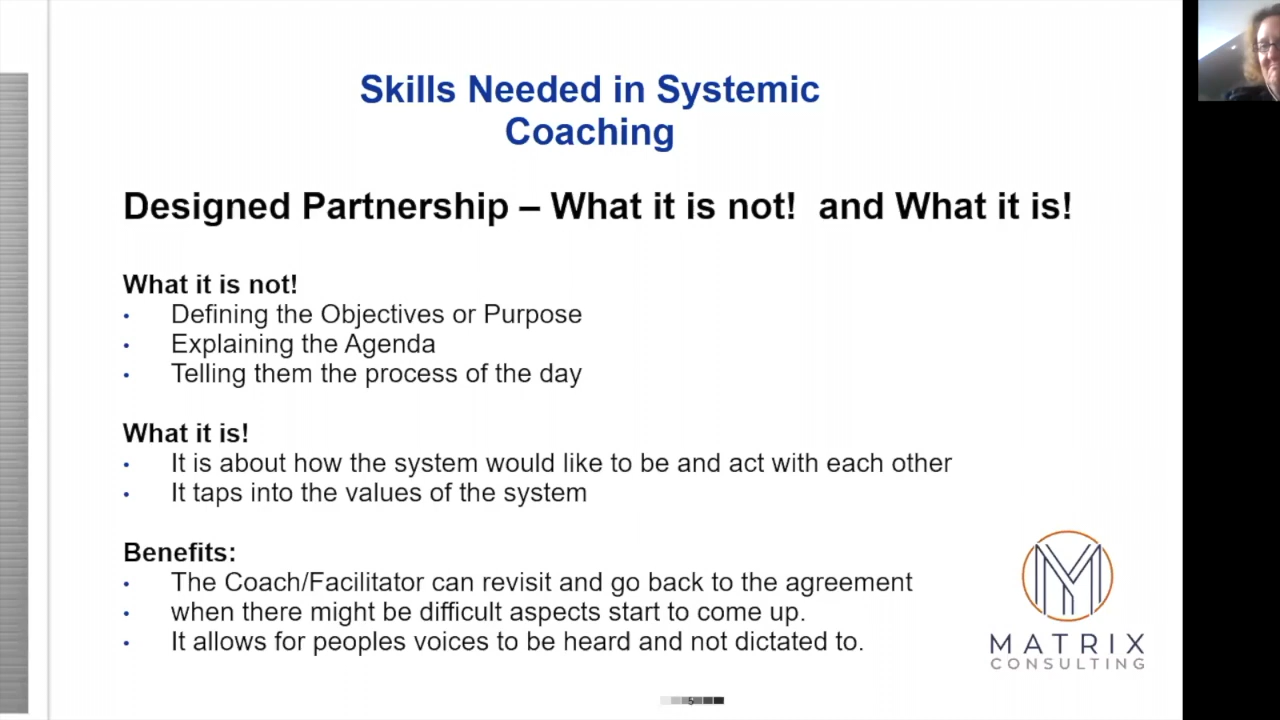 Skills Needed in Systemic
Coaching
Designed Partnership – What it is not!  and What it is!
What it is not!
• Defining the Objectives or Purpose
• Explaining the Agenda
• Telling them the process of the day
What it is!
• It is about how the system would like to be and act with each other
• It taps into the values of the system
Benefits:
• The Coach/Facilitator can revisit and go back to the agreement
• when there might be difficult aspects start to come up.
• It allows for peoples voices to be heard and not dictated to.
MATRIX
CONSULTING
5